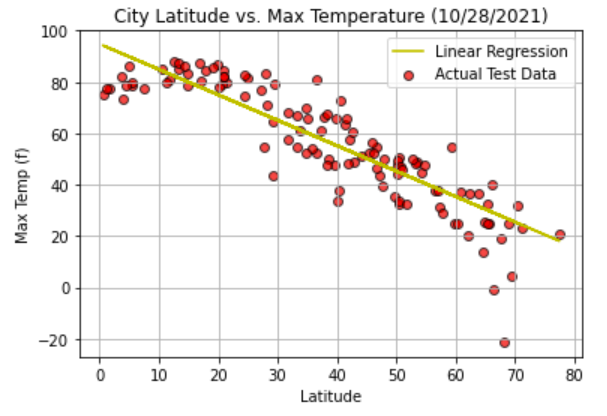 City Latitude vs. Max Temperature (10/28/2021)
100
80
60
40
20
0
−20
Max Temp (f)
Linear Regression
Actual Test Data
0 10 20 30 40 50 60 70 80
Latitude